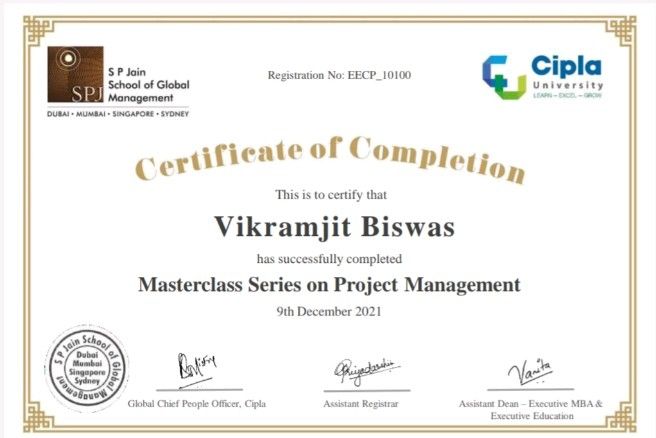 SPJ
S P Jain
School of Global
Management
DUBAI • MUMBAI • SINGAPORE • SYDNEY
Registration No: EECP_10100
Cipla
University
LEARN – EXCEL – GROW
Certificate of Completion
This is to certify that
Vikramjit Biswas
has successfully completed
Masterclass Series on Project Management
9th December 2021
S P Jain School of Global Management
Dubai
Mumbai
Singapore
Sydney
Priyadarshini
Vanita
Global Chief People Officer, Cipla
Assistant Registrar
Assistant Dean – Executive MBA &
Executive Education